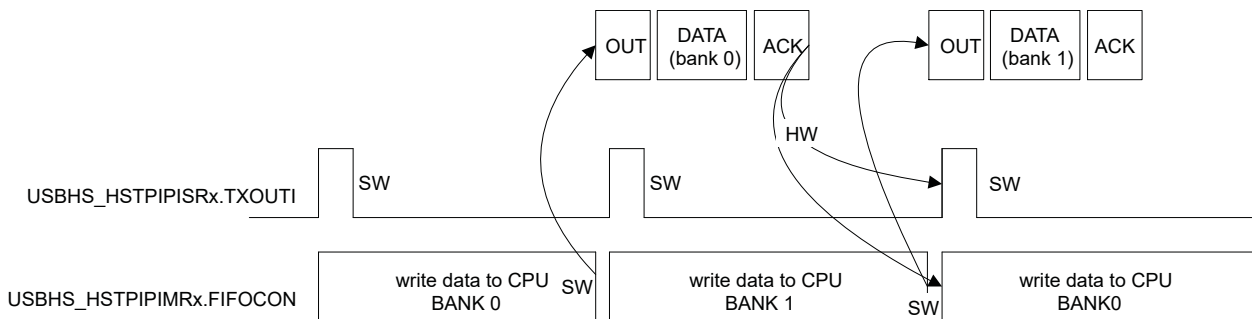 OUT
DATA
(bank 0)
ACK
OUT
DATA
(bank 1)
ACK
HW
USBHS_HSTPIPISRx.TXOUTI
SW
SW
SW
USBHS_HSTPIPIMRx.FIFOCON
write data to CPU
BANK 0
SW
write data to CPU
BANK 1
SW
write data to CPU
BANK0